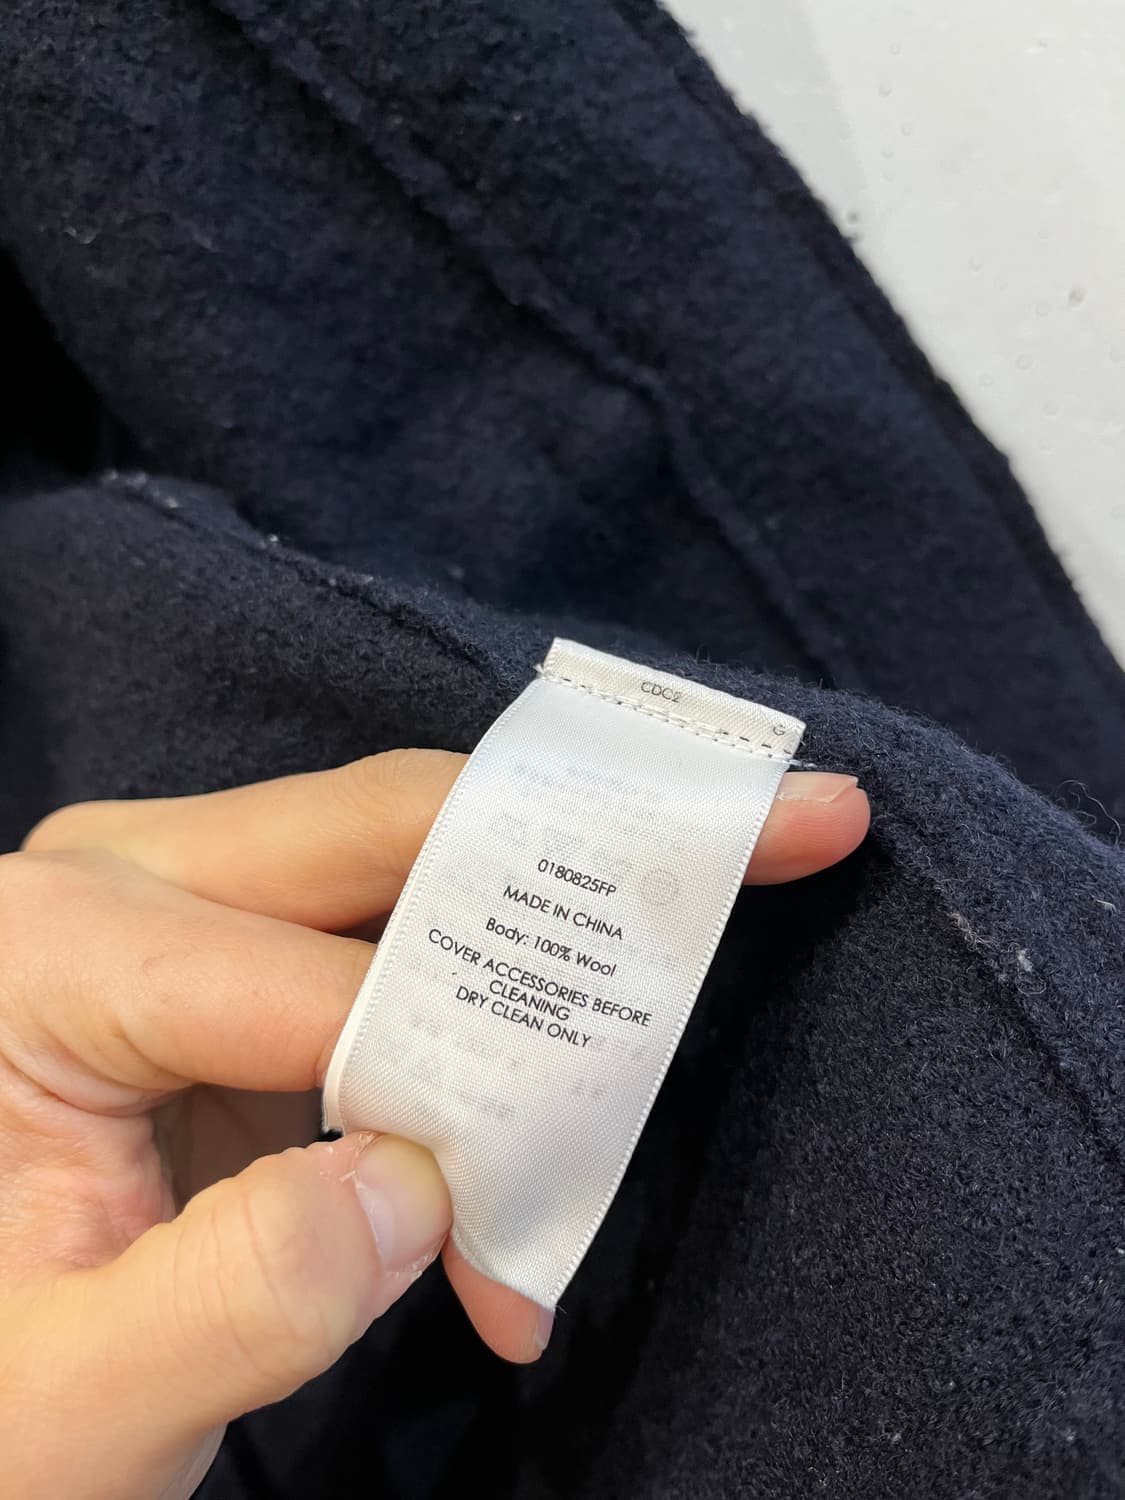 CDC2
G
0180825FP
MADE IN CHINA
Body: 100% Wool
COVER ACCESSORIES BEFORE
CLEANING
DRY CLEAN ONLY